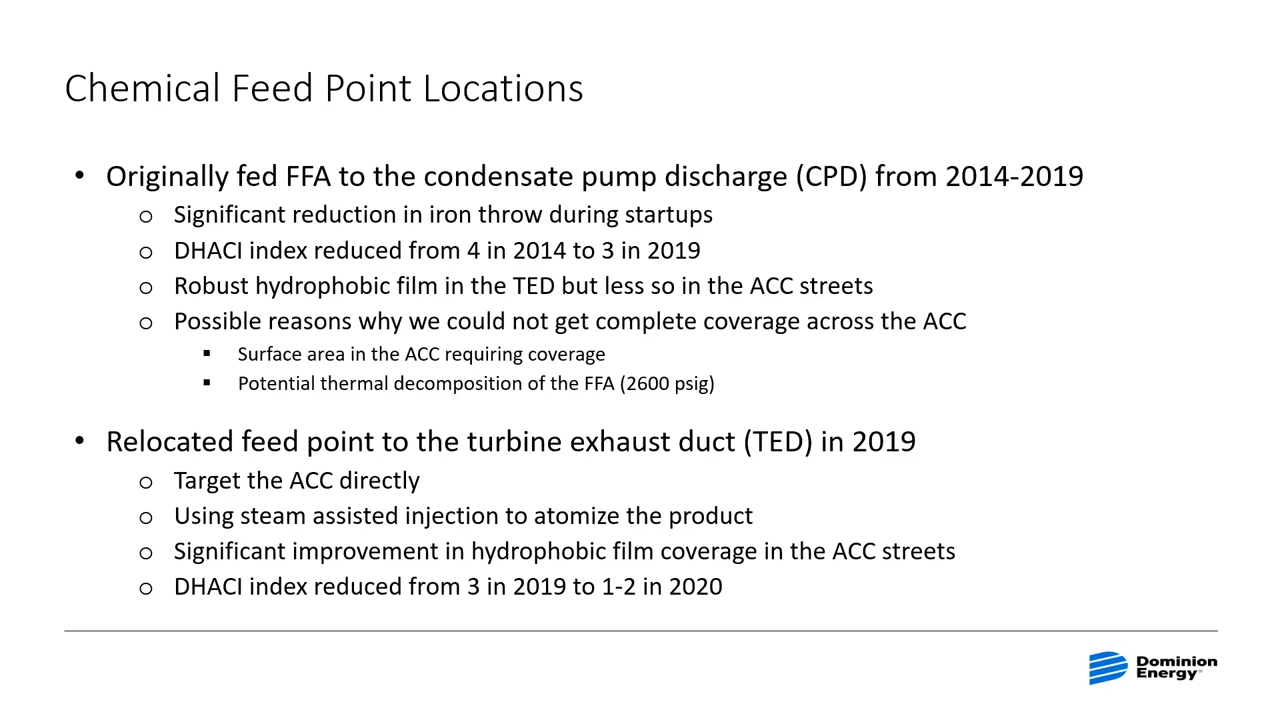 Chemical Feed Point Locations
• Originally fed FFA to the condensate pump discharge (CPD) from 2014-2019
o Significant reduction in iron throw during startups
o DHACI index reduced from 4 in 2014 to 3 in 2019
o Robust hydrophobic film in the TED but less so in the ACC streets
o Possible reasons why we could not get complete coverage across the ACC
▪ Surface area in the ACC requiring coverage
▪ Potential thermal decomposition of the FFA (2600 psig)
• Relocated feed point to the turbine exhaust duct (TED) in 2019
o Target the ACC directly
o Using steam assisted injection to atomize the product
o Significant improvement in hydrophobic film coverage in the ACC streets
o DHACI index reduced from 3 in 2019 to 1-2 in 2020
Dominion
Energy